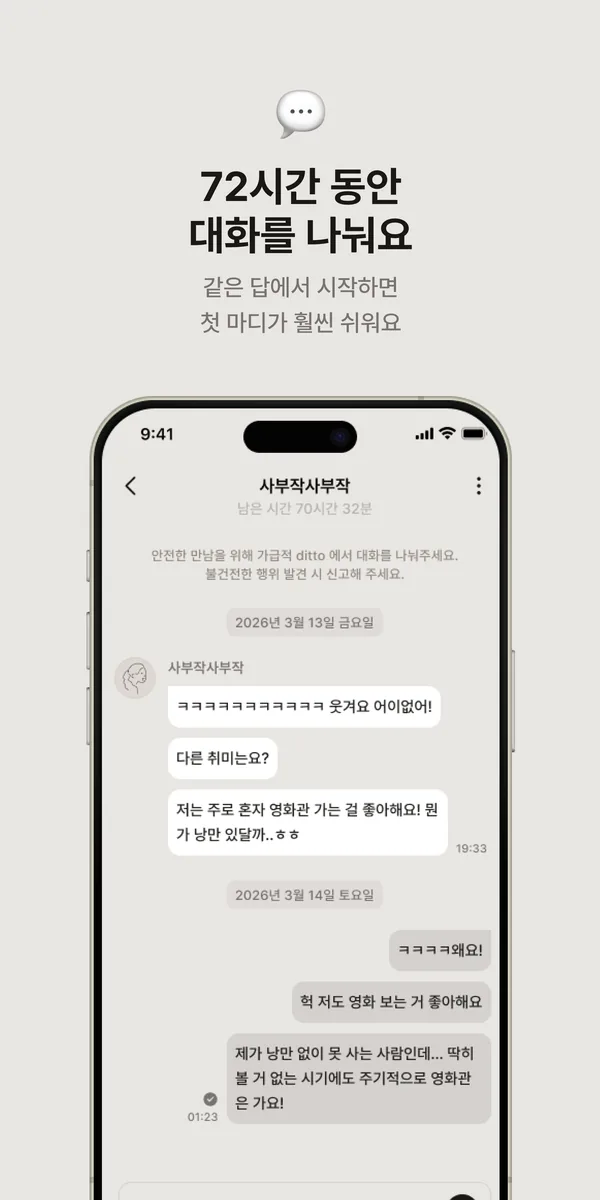 72시간 동안
대화를 나눠요
같은 답에서 시작하면
첫 마디가 훨씬 쉬워요
9:41
사부작사부작
남은 시간 70시간 32분
안전한 만남을 위해 가급적 ditto 에서 대화를 나눠주세요.
불건전한 행위 발견 시 신고해 주세요.
2026년 3월 13일 금요일
사부작사부작
ㅋㅋㅋㅋㅋㅋㅋㅋㅋㅋㅋ 웃겨요 어이없어!
다른 취미는요?
저는 주로 혼자 영화관 가는 걸 좋아해요! 뭔
가 낭만 있달까..ㅎㅎ
19:33
2026년 3월 14일 토요일
ㅋㅋㅋㅋ왜요!
헉 저도 영화 보는 거 좋아해요
제가 낭만 없이 못 사는 사람인데... 딱히
볼 거 없는 시기에도 주기적으로 영화관
은 가요!
01:23